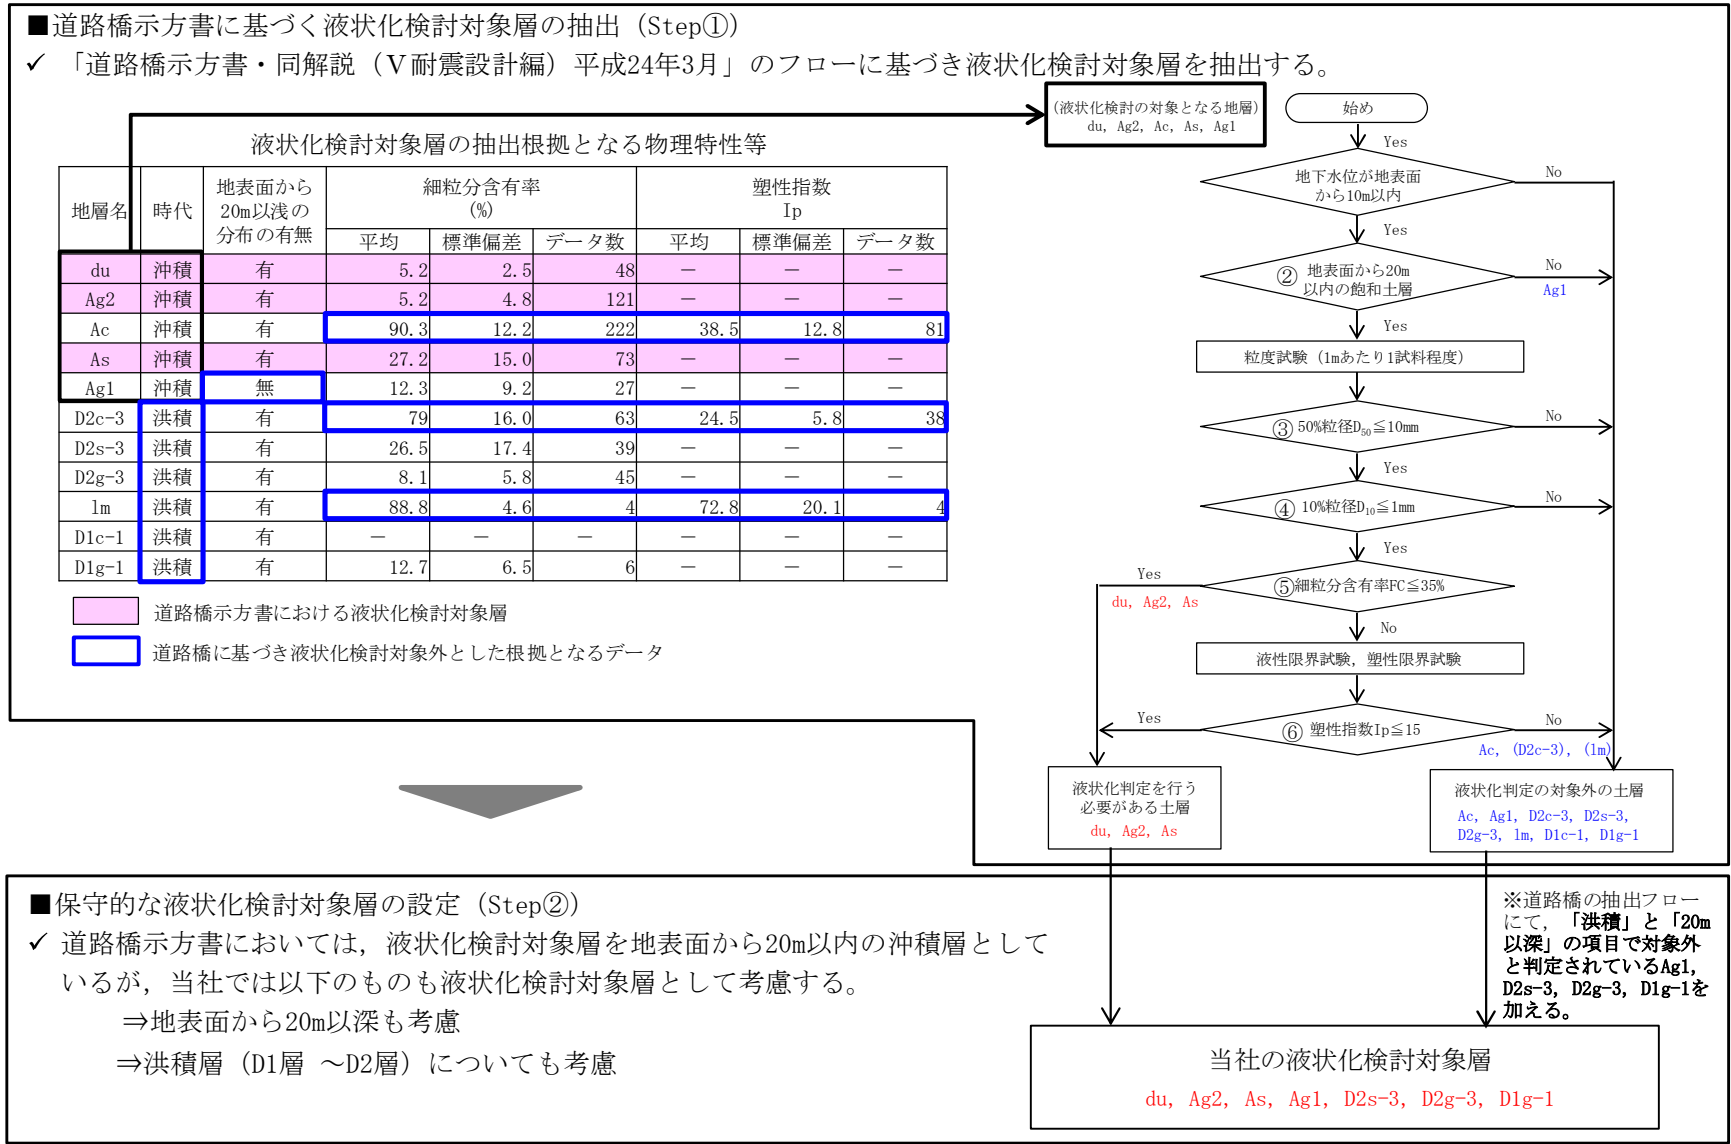 ■道路橋示方書に基づく液状化検討対象層の抽出（Step①）
✓ 「道路橋示方書・同解説（Ⅴ耐震設計編）平成24年3月」のフローに基づき液状化検討対象層を抽出する。
液状化検討対象層の抽出根拠となる物理特性等
地層名 時代 地表面から 細粒分含有率 塑性指数
20m以浅の (%) Ip
分布の有無 平均 標準偏差 データ数 平均 標準偏差 データ数
du 沖積 有 5.2 2.5 48 － － －
Ag2 沖積 有 5.2 4.8 121 － － －
Ac 沖積 有 90.3 12.2 222 38.5 12.8 81
As 沖積 有 27.2 15.0 73 － － －
Ag1 沖積 無 12.3 9.2 27 － － －
D2c-3 洪積 有 79 16.0 63 24.5 5.8 38
D2s-3 洪積 有 26.5 17.4 39 － － －
D2g-3 洪積 有 8.1 5.8 45 － － －
lm 洪積 有 88.8 4.6 4 72.8 20.1 4
D1c-1 洪積 有 － － － － － －
D1g-1 洪積 有 12.7 6.5 6 － － －
道路橋示方書における液状化検討対象層
道路橋に基づき液状化検討対象外とした根拠となるデータ
(液状化検討の対象となる地層)
du, Ag2, Ac, As, Ag1
始め
Yes
地下水位が地表面
から10m以内
No
Yes
② 地表面から20m
以内の飽和土層
No
Ag1
Yes
粒度試験（1mあたり1試料程度）
③ 50%粒径D50≦10mm
No
Yes
④ 10%粒径D10≦1mm
No
Yes
⑤細粒分含有率FC≦35%
Yes
du, Ag2, As
No
液性限界試験，塑性限界試験
⑥ 塑性指数Ip≦15
Yes
No
Ac, (D2c-3), (lm)
液状化判定を行う
必要がある土層
du, Ag2, As
液状化判定の対象外の土層
Ac, Ag1, D2c-3, D2s-3,
D2g-3, lm, D1c-1, D1g-1
■保守的な液状化検討対象層の設定（Step②）
✓ 道路橋示方書においては，液状化検討対象層を地表面から20m以内の沖積層として
いるが，当社では以下のものも液状化検討対象層として考慮する。
⇒地表面から20m以深も考慮
⇒洪積層（D1層 ～D2層）についても考慮
※道路橋の抽出フロー
にて，「洪積」と「20m
以深」の項目で対象外
と判定されているAg1,
D2s-3, D2g-3, D1g-1を
加える。
当社の液状化検討対象層
du, Ag2, As, Ag1, D2s-3, D2g-3, D1g-1